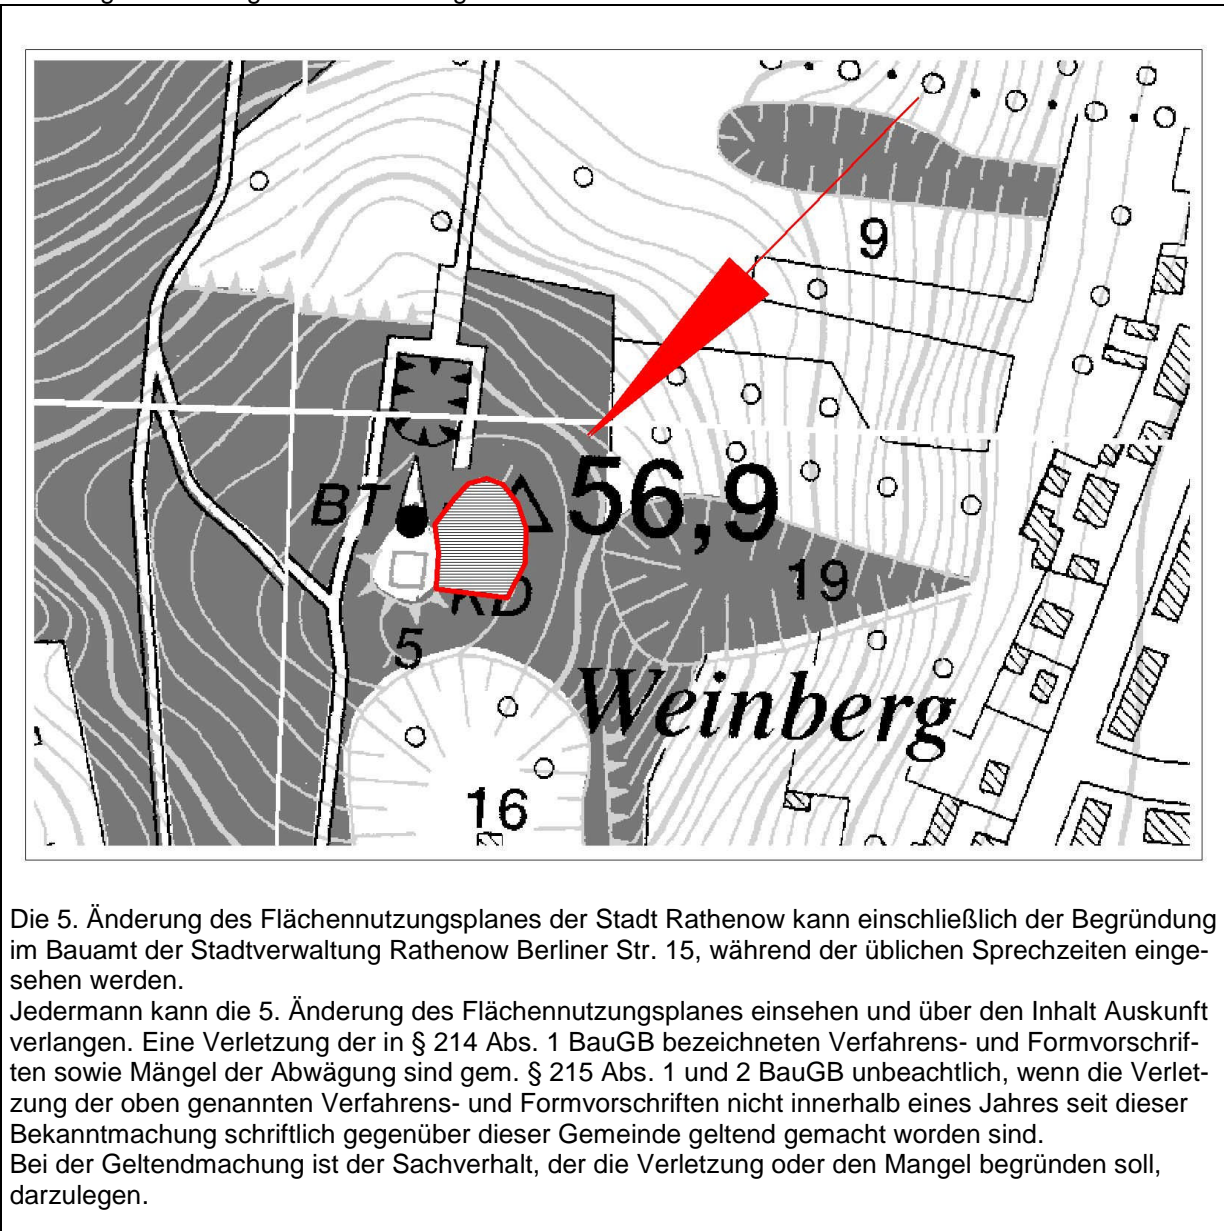 9
BT
56,9
19
KD
5
Weinberg
16
Die 5. Änderung des Flächennutzungsplanes der Stadt Rathenow kann einschließlich der Begründung
im Bauamt der Stadtverwaltung Rathenow Berliner Str. 15, während der üblichen Sprechzeiten einge-
sehen werden.
Jedermann kann die 5. Änderung des Flächennutzungsplanes einsehen und über den Inhalt Auskunft
verlangen. Eine Verletzung der in § 214 Abs. 1 BauGB bezeichneten Verfahrens- und Formvorschrif-
ten sowie Mängel der Abwägung sind gem. § 215 Abs. 1 und 2 BauGB unbeachtlich, wenn die Verlet-
zung der oben genannten Verfahrens- und Formvorschriften nicht innerhalb eines Jahres seit dieser
Bekanntmachung schriftlich gegenüber dieser Gemeinde geltend gemacht worden sind.
Bei der Geltendmachung ist der Sachverhalt, der die Verletzung oder den Mangel begründen soll,
darzulegen.